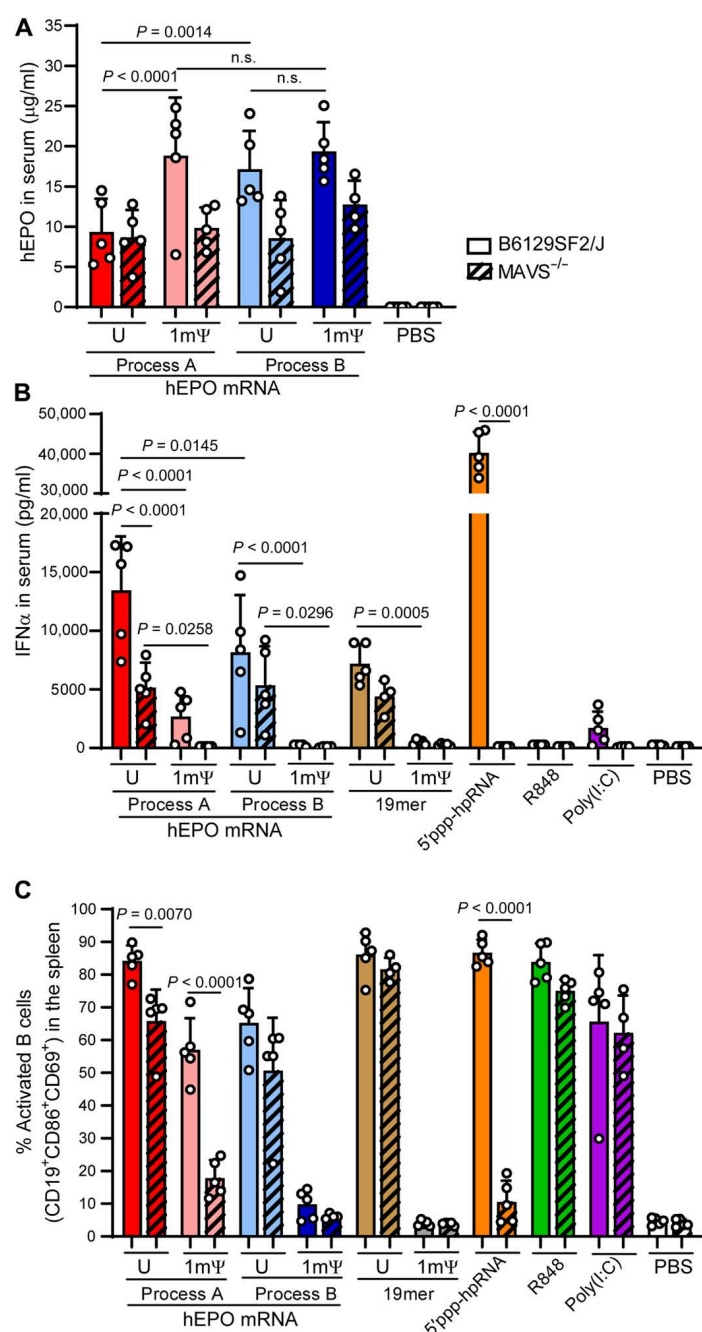 A
P = 0.0014
n.s.
P < 0.0001
n.s.
hEPO in serum (μg/ml)
35
30
25
20
15
10
5
0
B6129SF2/J
MAVS⁻/⁻
U
1mΨ
U
1mΨ
PBS
Process A
Process B
hEPO mRNA
B
IFNα in serum (pg/ml)
50,000
40,000
30,000
20,000
15,000
10,000
5000
0
P < 0.0001
P = 0.0145
P < 0.0001
P < 0.0001
P < 0.0001
P = 0.0258
P = 0.0296
P = 0.0005
U
1mΨ
U
1mΨ
U
1mΨ
5'ppp-hpRNA
R848
Poly(I:C)
PBS
Process A
Process B
19mer
hEPO mRNA
C
% Activated B cells
(CD19⁺CD86⁺CD69⁺) in the spleen
100
90
80
70
60
50
40
30
20
10
0
P = 0.0070
P < 0.0001
P < 0.0001
U
1mΨ
U
1mΨ
U
1mΨ
5'ppp-hpRNA
R848
Poly(I:C)
PBS
Process A
Process B
19mer
hEPO mRNA